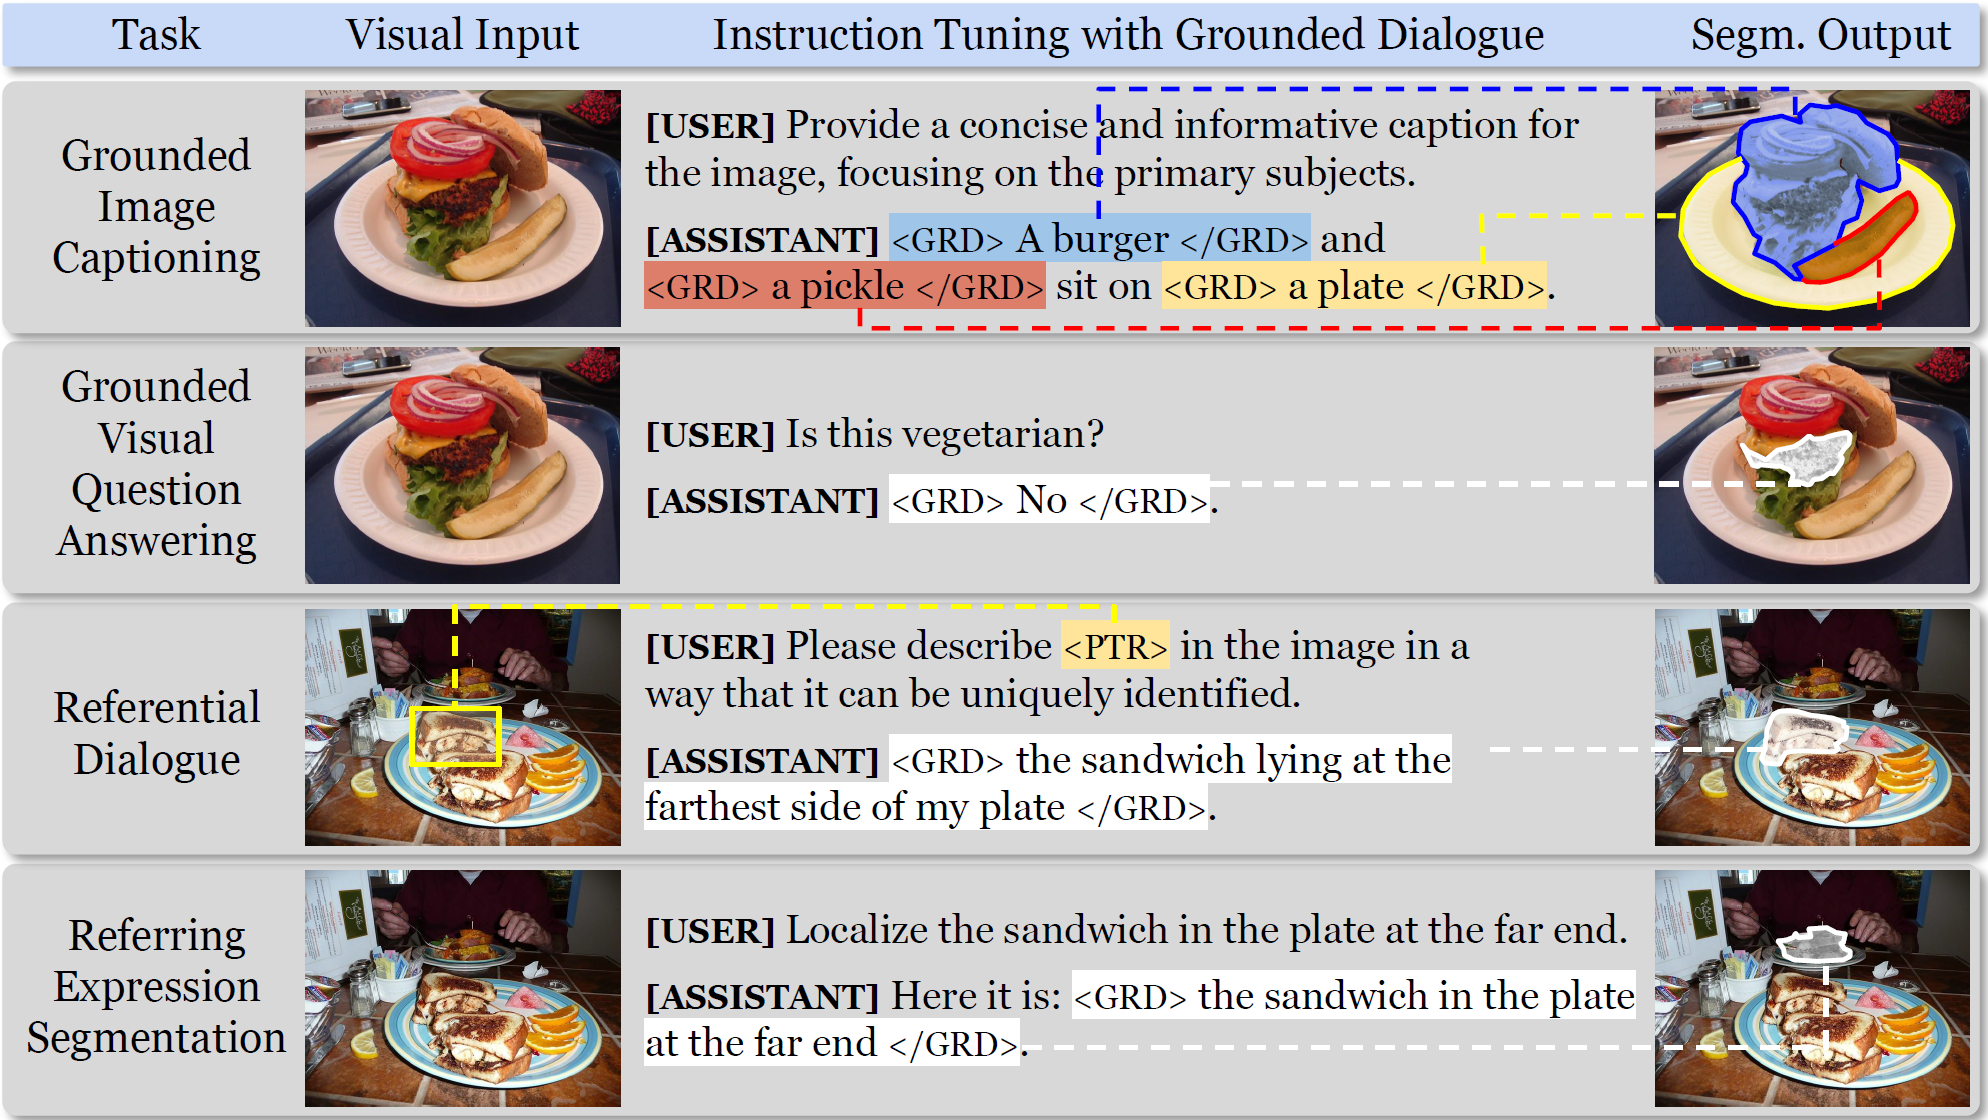 Task Visual Input Instruction Tuning with Grounded Dialogue Segm. Output
Grounded
Image
Captioning
[USER] Provide a concise and informative caption for
the image, focusing on the primary subjects.
[ASSISTANT] <GRD> A burger </GRD> and
<GRD> a pickle </GRD> sit on <GRD> a plate </GRD>.
Grounded
Visual
Question
Answering
[USER] Is this vegetarian?
[ASSISTANT] <GRD> No </GRD>.
Referential
Dialogue
[USER] Please describe <PTR> in the image in a
way that it can be uniquely identified.
[ASSISTANT] <GRD> the sandwich lying at the
farthest side of my plate </GRD>.
Referring
Expression
Segmentation
[USER] Localize the sandwich in the plate at the far end.
[ASSISTANT] Here it is: <GRD> the sandwich in the plate
at the far end </GRD>.